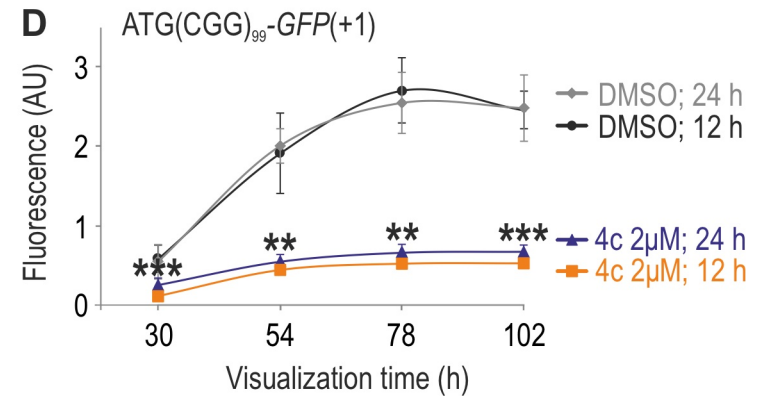 D
ATG(CGG)99-GFP(+1)
Fluorescence (AU)
3
2
1
0
DMSO; 24 h
DMSO; 12 h
4c 2µM; 24 h
4c 2µM; 12 h
*** ** ** ***
30 54 78 102
Visualization time (h)